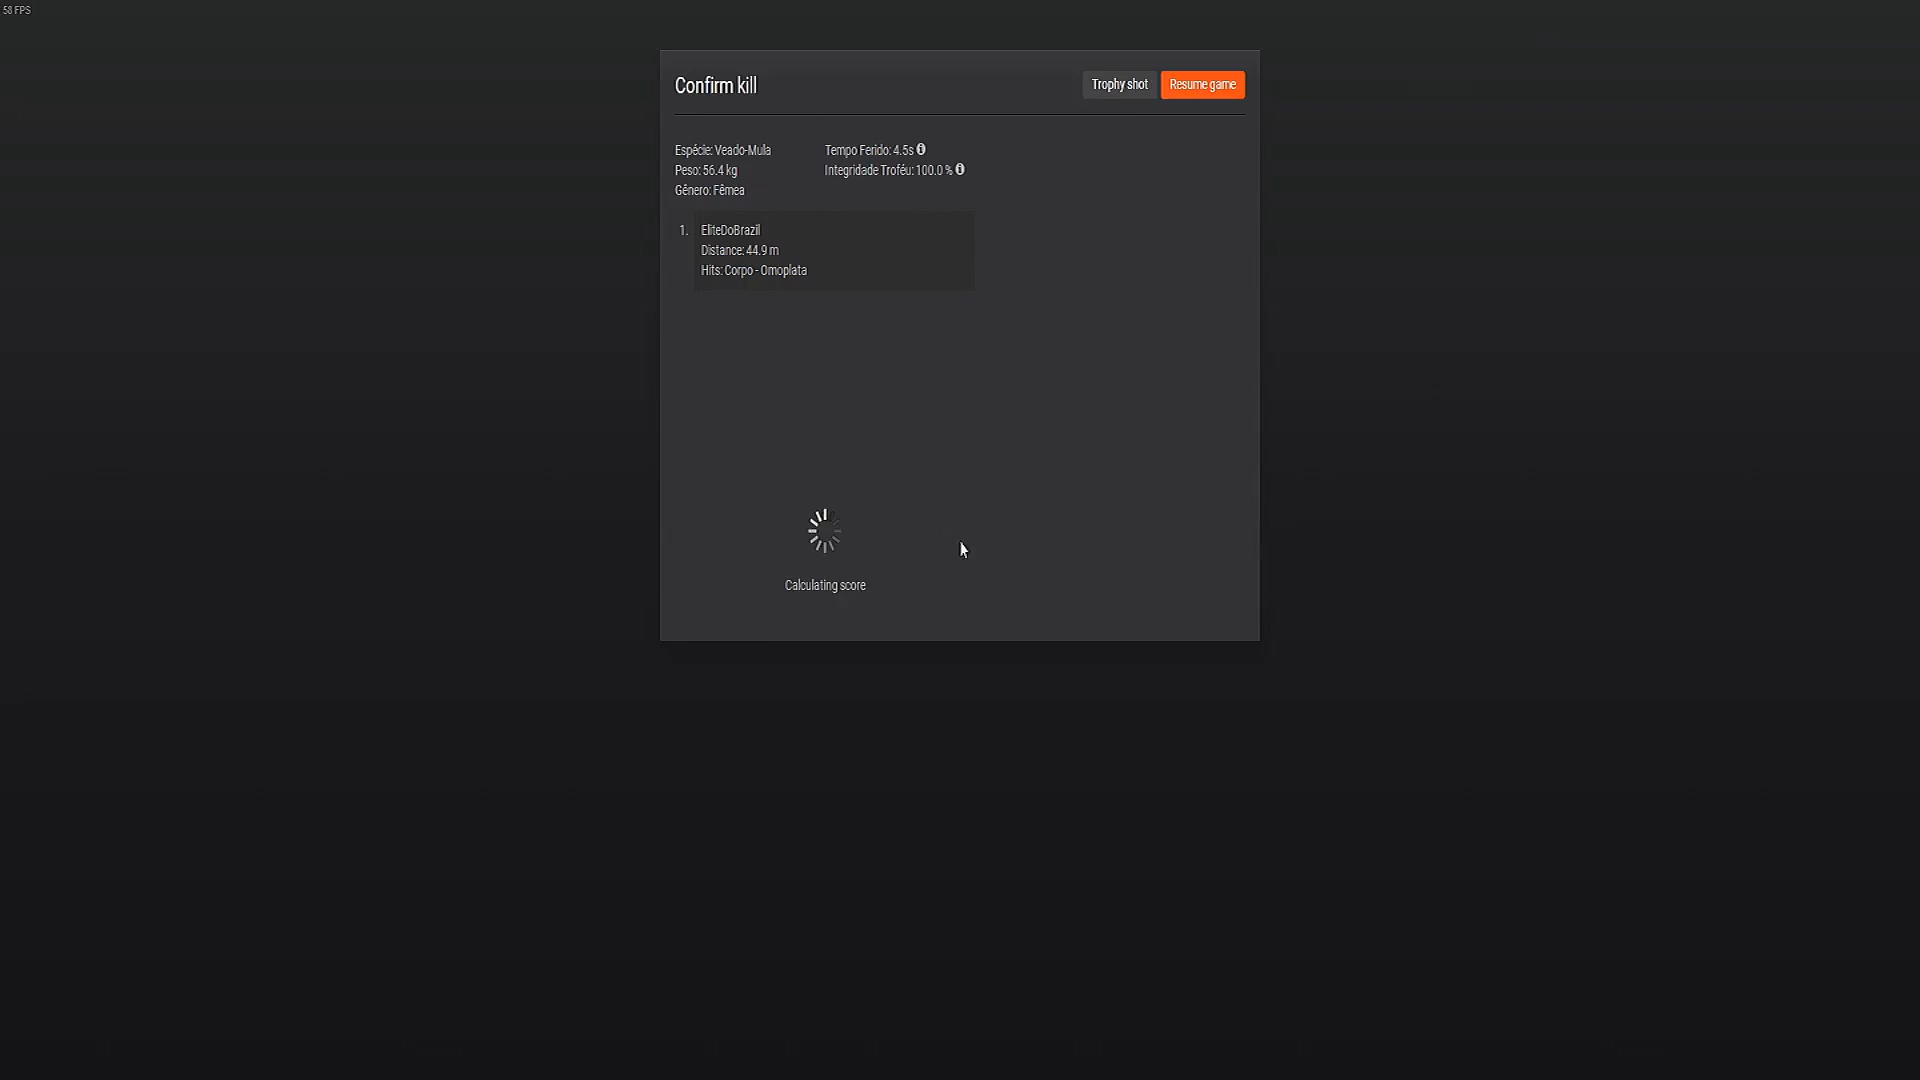 58 FPS
Confirm kill
Trophy shot
Resume game
Espécie: Veado-Mula
Tempo Ferido: 4.5s
Peso: 56.4 kg
Integridade Troféu: 100.0 %
Género: Fêmea
1. EliteDoBrazil
Distance: 44.9 m
Hits: Corpo - Omoplata
Calculating score